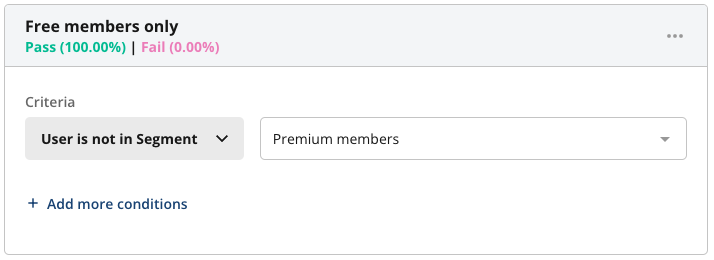 Free members only
Pass (100.00%) | Fail (0.00%)
Criteria
User is not in Segment
Premium members
+ Add more conditions